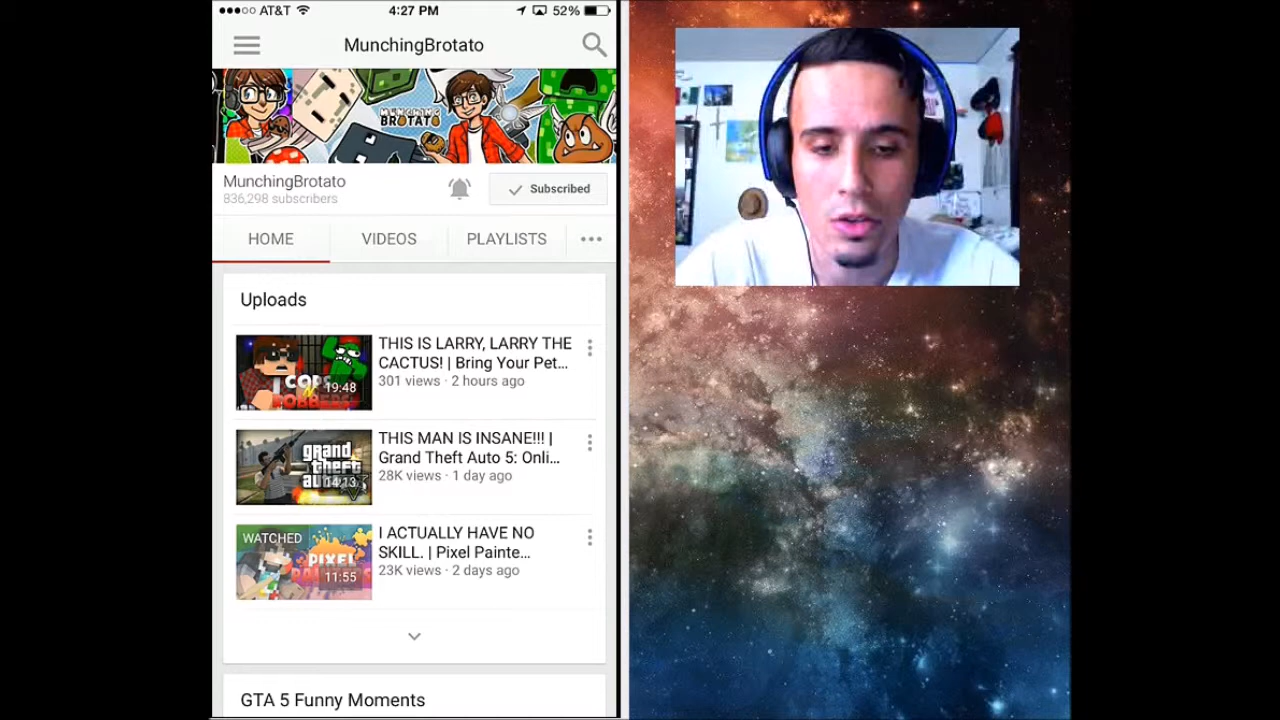 AT&T 4:27 PM 52%
MunchingBrotato
MUNCHING
BROTATO
MunchingBrotato
836,298 subscribers
Subscribed
HOME VIDEOS PLAYLISTS
Uploads
THIS IS LARRY, LARRY THE
CACTUS! | Bring Your Pet...
301 views · 2 hours ago
COPS
N
ROBBERS
19:48
THIS MAN IS INSANE!!! |
Grand Theft Auto 5: Onli...
28K views · 1 day ago
grand
theft
auto
14:13
I ACTUALLY HAVE NO
SKILL. | Pixel Painte...
23K views · 2 days ago
WATCHED
PIXEL
11:55
GTA 5 Funny Moments